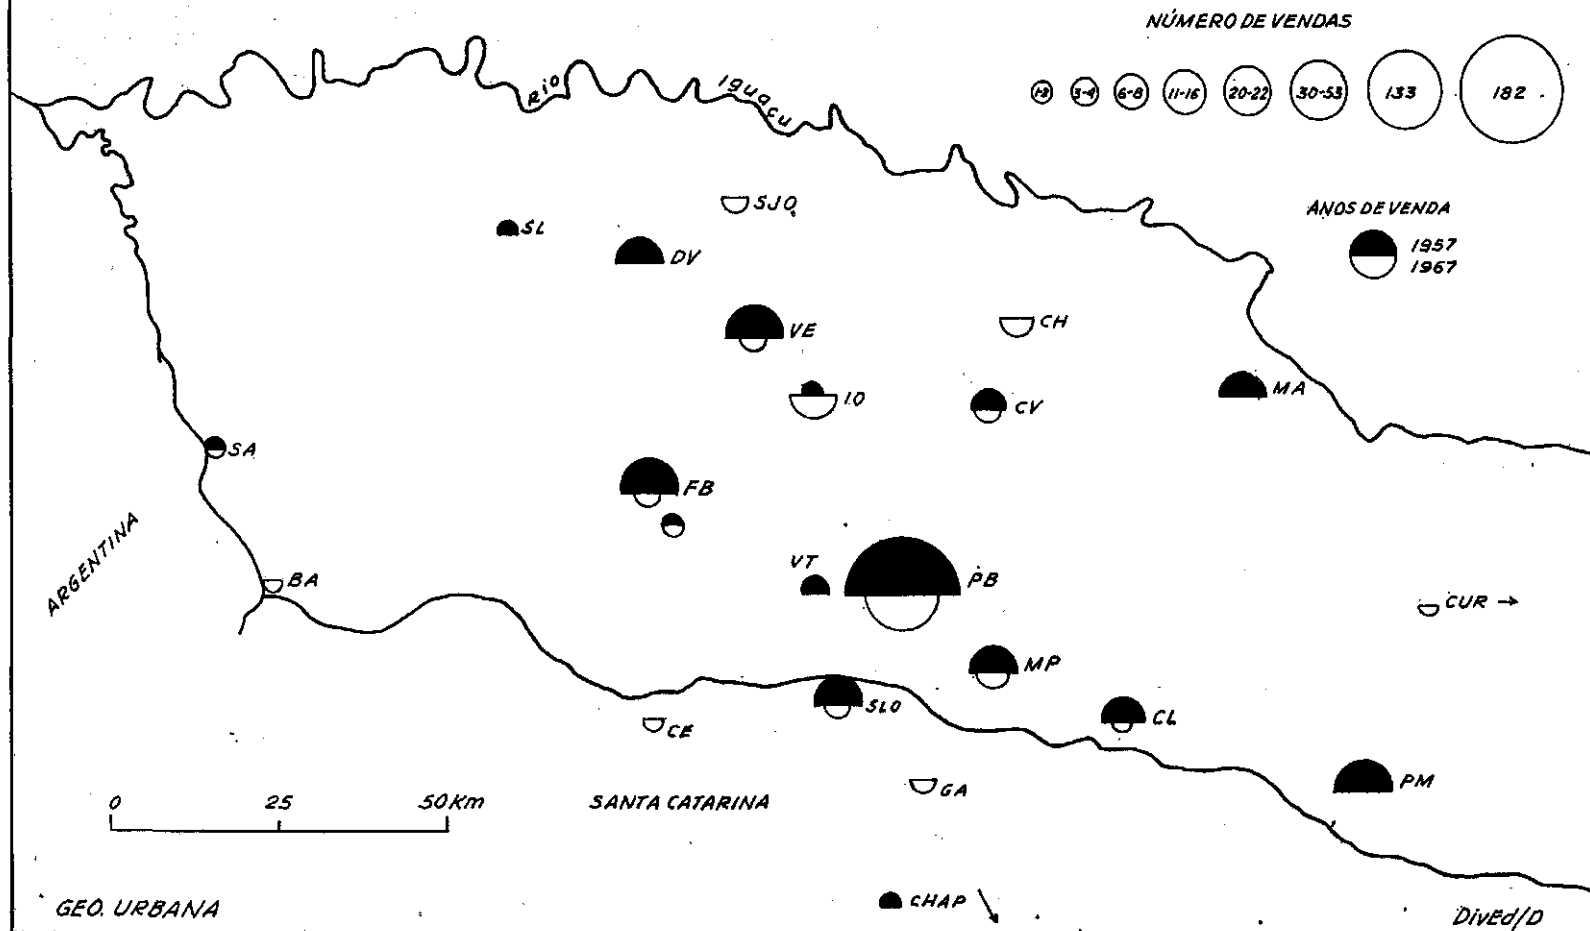 NÚMERO DE VENDAS
1-2 3-4 6-8 11-16 20-22 30-53 133 182
Rio Iguaçu
ANOS DE VENDA
1957
1967
SJO
SL
DV
VE
CH
IO
CV
MA
SA
FB
ARGENTINA
VT
PB
BA
CUR →
MP
SLO
CL
CE
GA
PM
0 25 50Km
SANTA CATARINA
CHAP
GEO. URBANA
DivEd/D